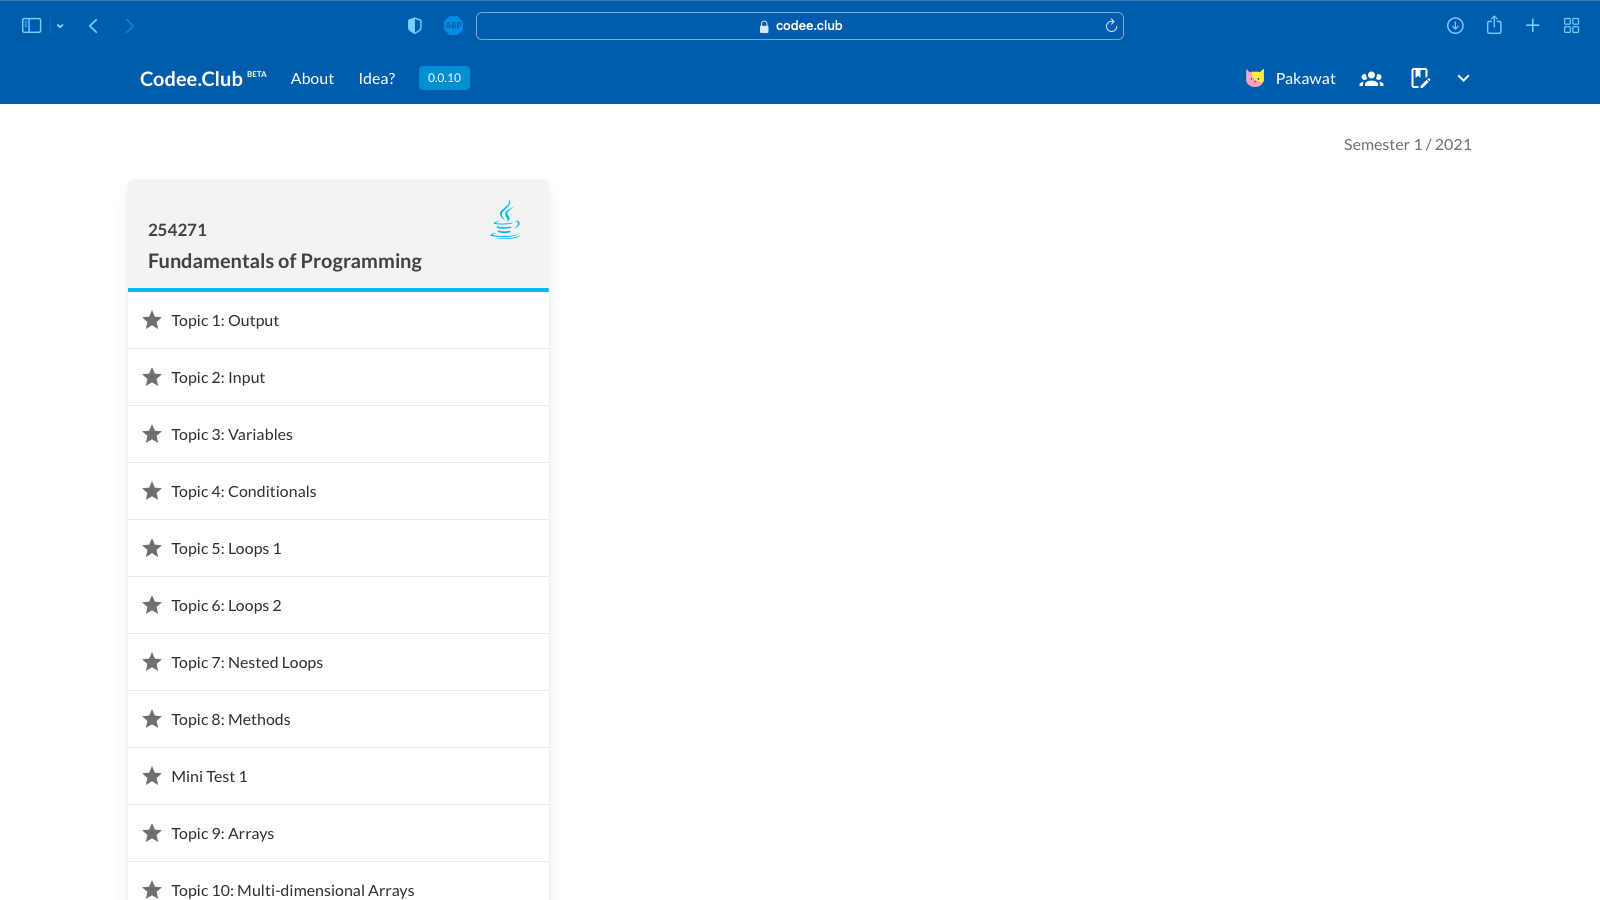 ABP
codee.club
Codee.Club BETA About Idea? 0.0.10 Pakawat
Semester 1 / 2021
254271
Fundamentals of Programming
Topic 1: Output
Topic 2: Input
Topic 3: Variables
Topic 4: Conditionals
Topic 5: Loops 1
Topic 6: Loops 2
Topic 7: Nested Loops
Topic 8: Methods
Mini Test 1
Topic 9: Arrays
Topic 10: Multi-dimensional Arrays